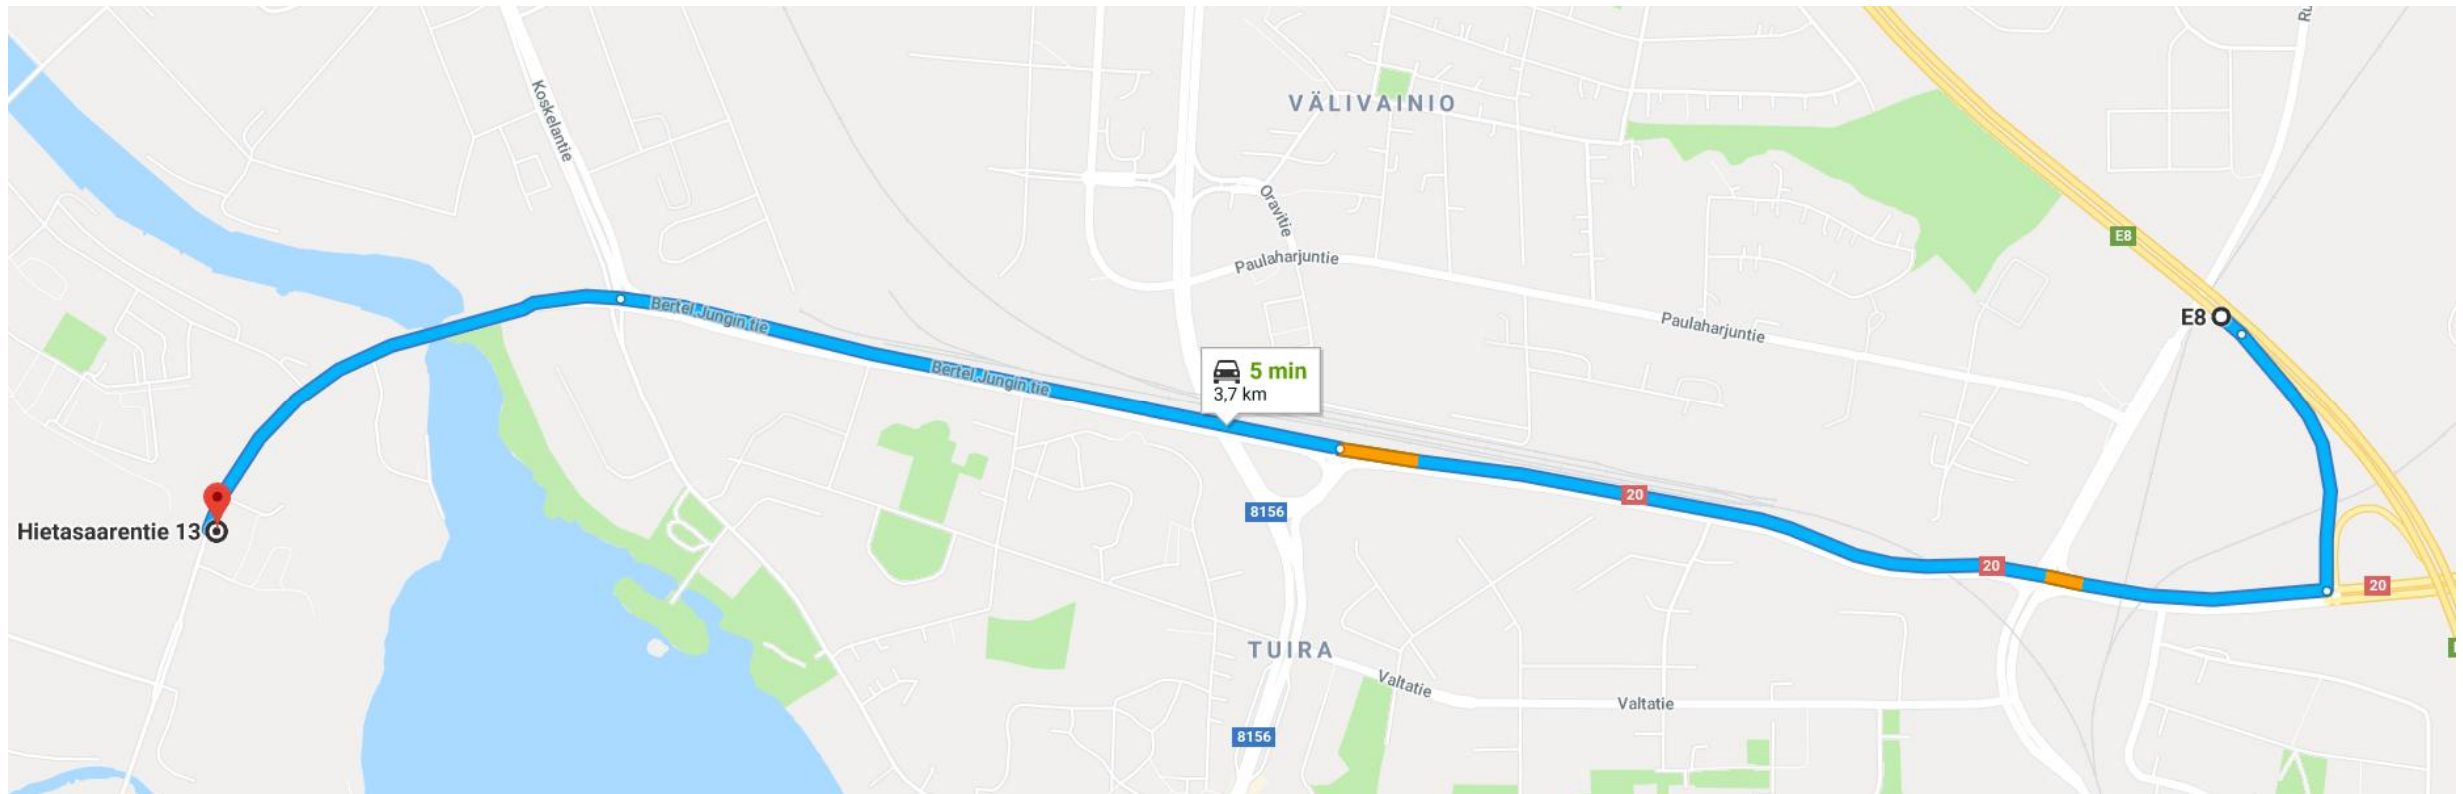 Ru
Koskelantie
VÄLIVAINIO
Oravitie
E8
Paulaharjuntie
Bertel Jungin tie
E8
Paulaharjuntie
5 min
3,7 km
Bertel Jungin tie
20
8156
Hietasaarentie 13
20
20
TUIRA
Valtatie
Valtatie
8156